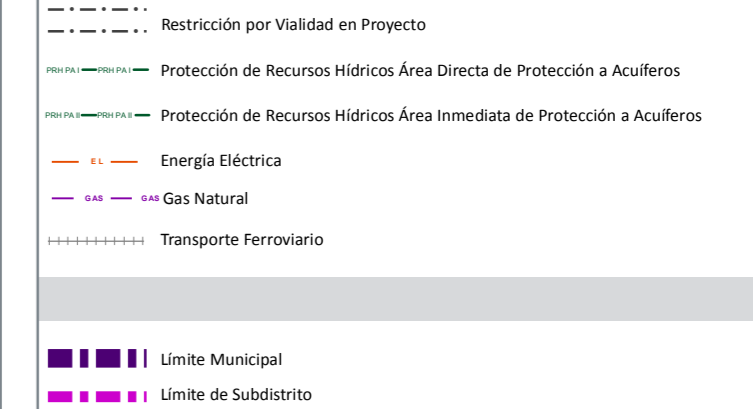 Restricción por Vialidad en Proyecto
PRH PA I PRH PA I Protección de Recursos Hídricos Área Directa de Protección a Acuíferos
PRH PA II PRH PA II Protección de Recursos Hídricos Área Inmediata de Protección a Acuíferos
EL Energía Eléctrica
GAS GAS Gas Natural
Transporte Ferroviario
Límite Municipal
Límite de Subdistrito